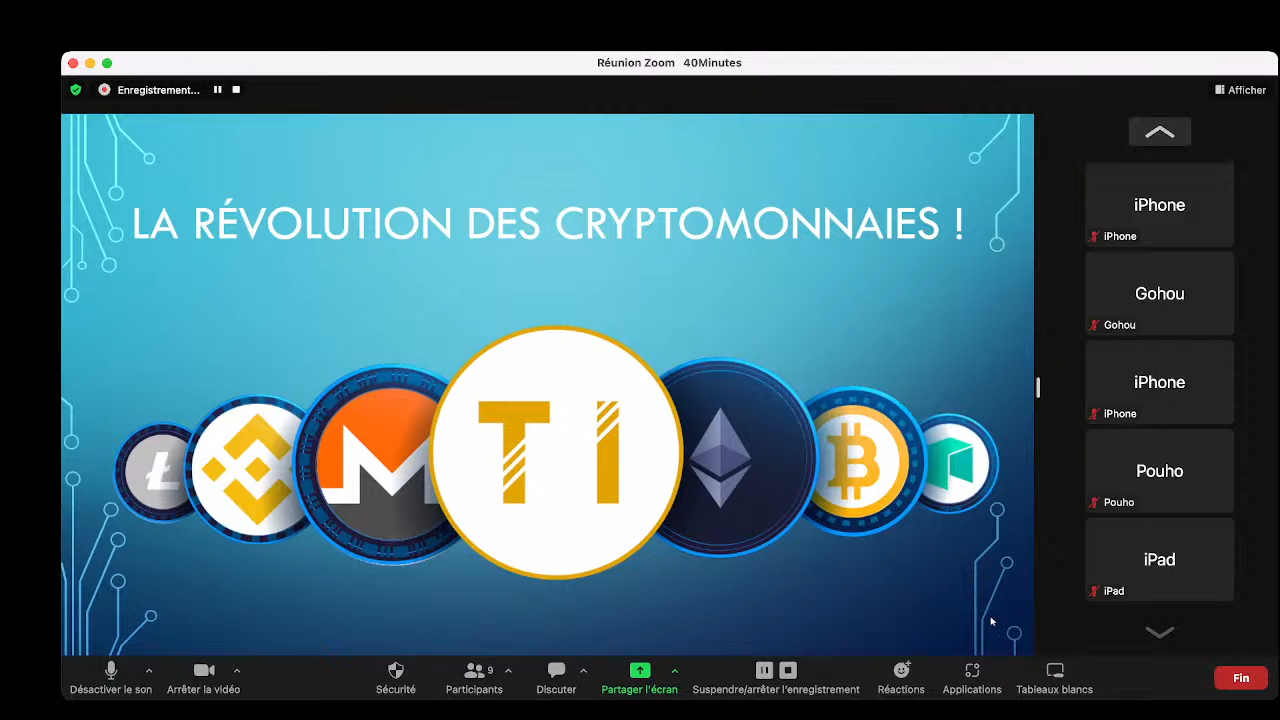 Réunion Zoom 40Minutes
Enregistrement...
Afficher
LA RÉVOLUTION DES CRYPTOMONNAIES !
TI
iPhone
iPhone
Gohou
Gohou
iPhone
iPhone
Pouho
Pouho
iPad
iPad
9
Désactiver le son
Arrêter la vidéo
Sécurité
Participants
Discuter
Partager l'écran
Suspendre/arrêter l'enregistrement
Réactions
Applications
Tableaux blancs
Fin